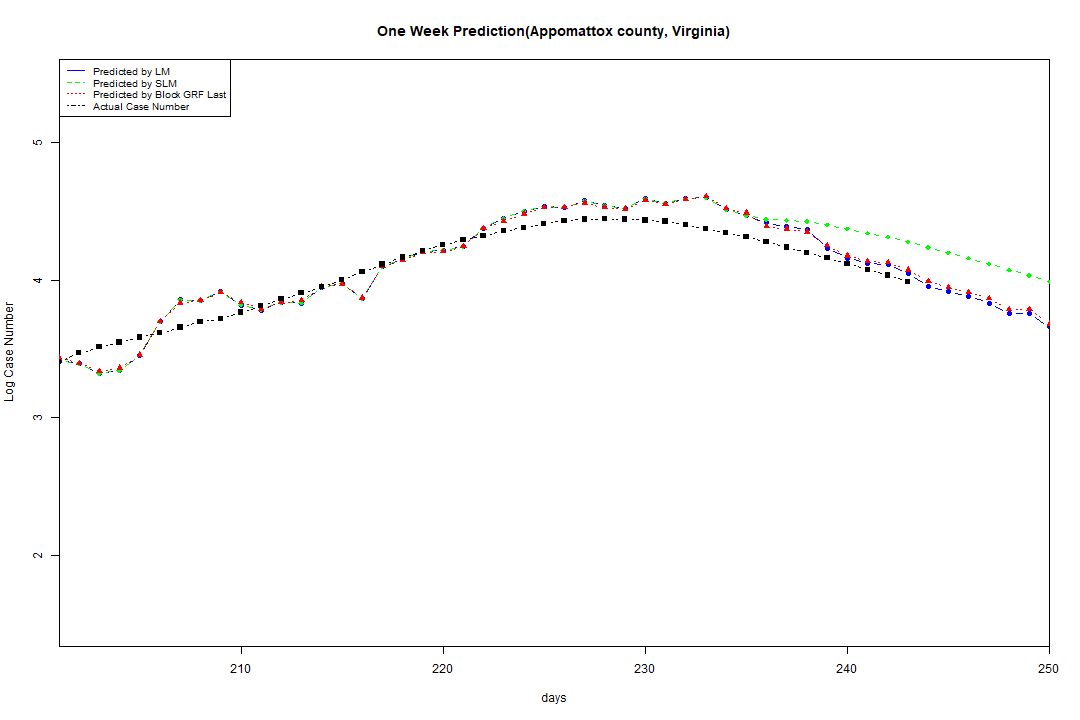 One Week Prediction(Appomattox county, Virginia)
Predicted by LM
Predicted by SLM
Predicted by Block GRF Last
Actual Case Number
5
4
3
2
Log Case Number
210 220 230 240 250
days